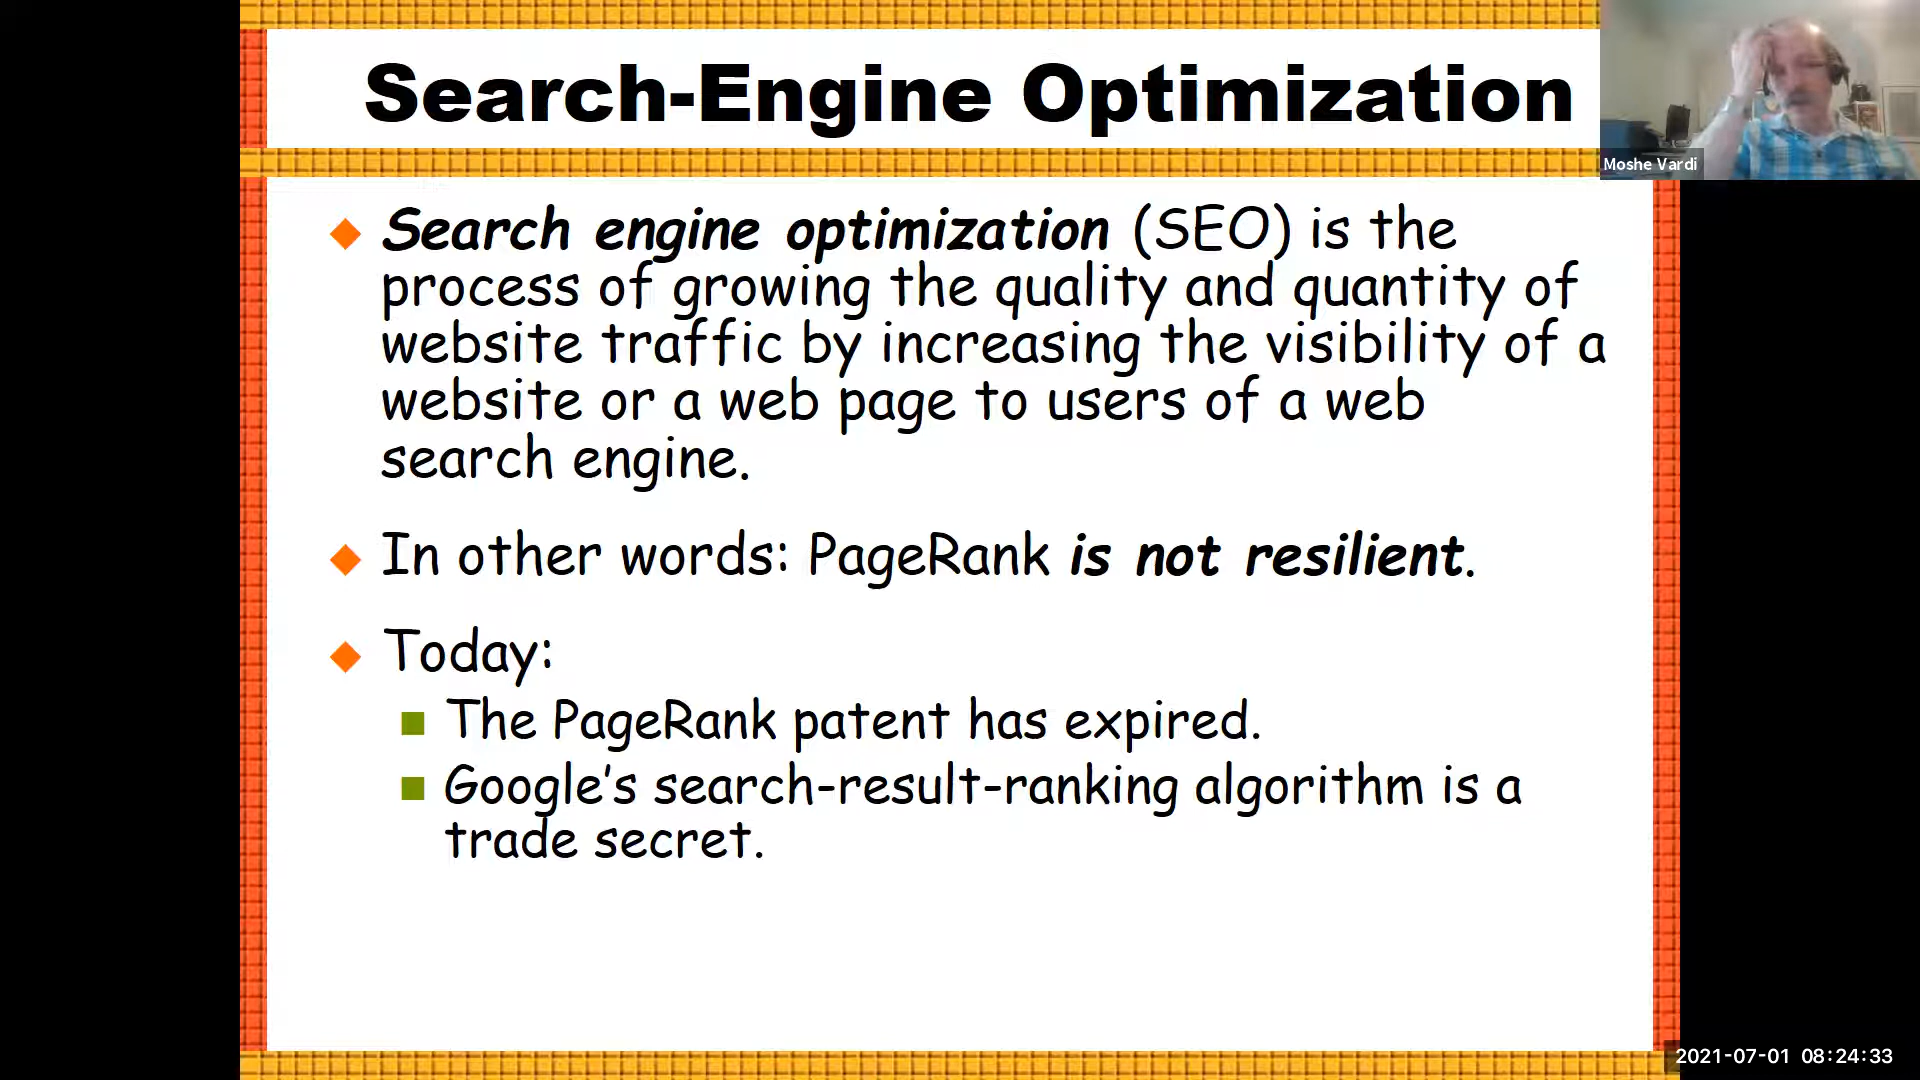 Search-Engine Optimization
Moshe Vardi
Search engine optimization (SEO) is the
process of growing the quality and quantity of
website traffic by increasing the visibility of a
website or a web page to users of a web
search engine.
In other words: PageRank is not resilient.
Today:
The PageRank patent has expired.
Google’s search-result-ranking algorithm is a
trade secret.
2021-07-01 08:24:33